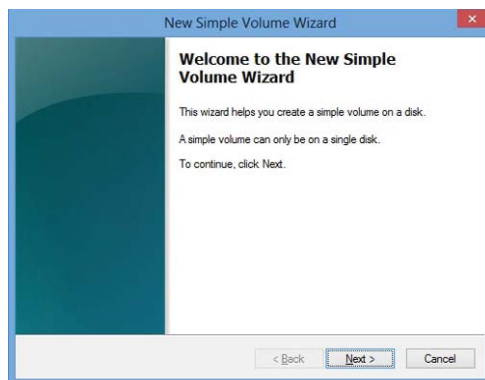 New Simple Volume Wizard
Welcome to the New Simple
Volume Wizard
This wizard helps you create a simple volume on a disk.
A simple volume can only be on a single disk.
To continue, click Next.
< Back
Next >
Cancel